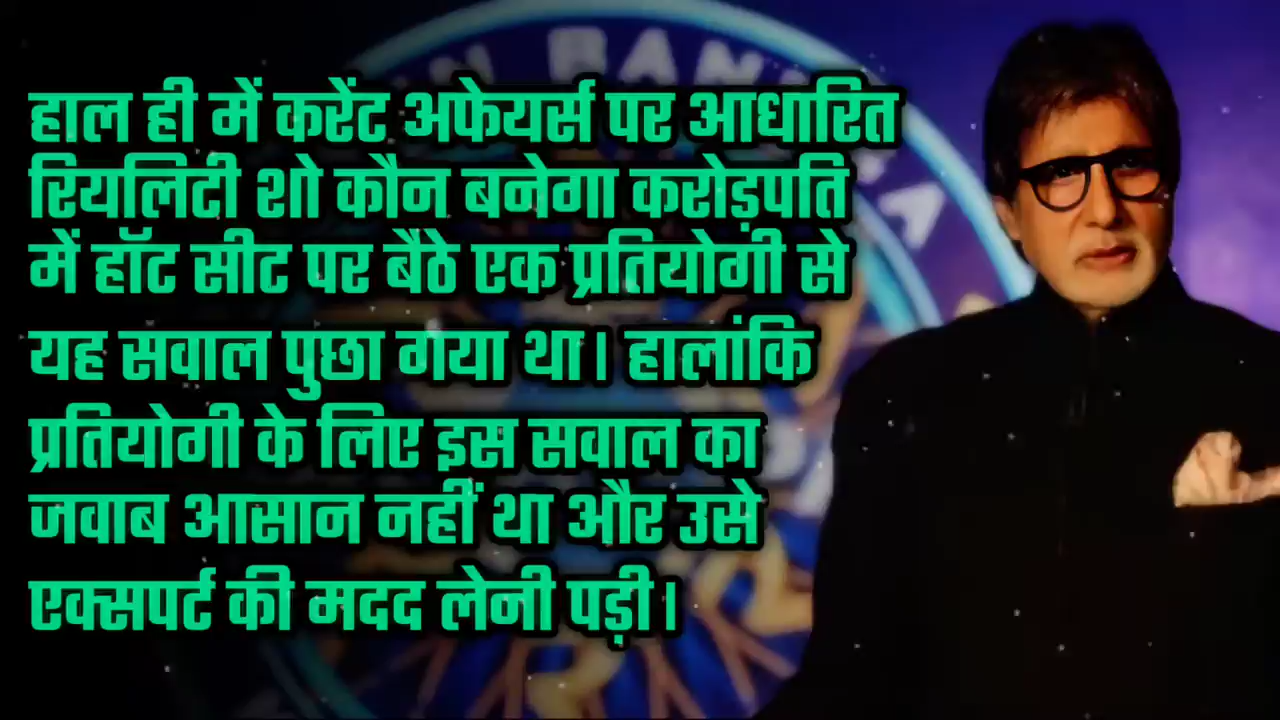 हाल ही में करेंट अफेयर्स पर आधारित
रियलिटी शो कौन बनेगा करोड़पति
में हॉट सीट पर बैठे एक प्रतियोगी से
यह सवाल पुछा गया था। हालांकि
प्रतियोगी के लिए इस सवाल का
जवाब आसान नहीं था और उसे
एक्सपर्ट की मदद लेनी पड़ी।